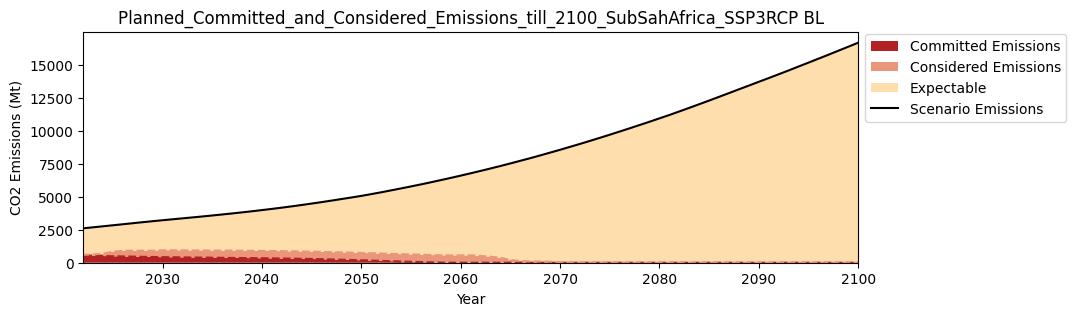 Planned_Committed_and_Considered_Emissions_till_2100_SubSahAfrica_SSP3RCP BL
Committed Emissions
Considered Emissions
Expectable
Scenario Emissions
CO2 Emissions (Mt)
15000
12500
10000
7500
5000
2500
0
2030 2040 2050 2060 2070 2080 2090 2100
Year